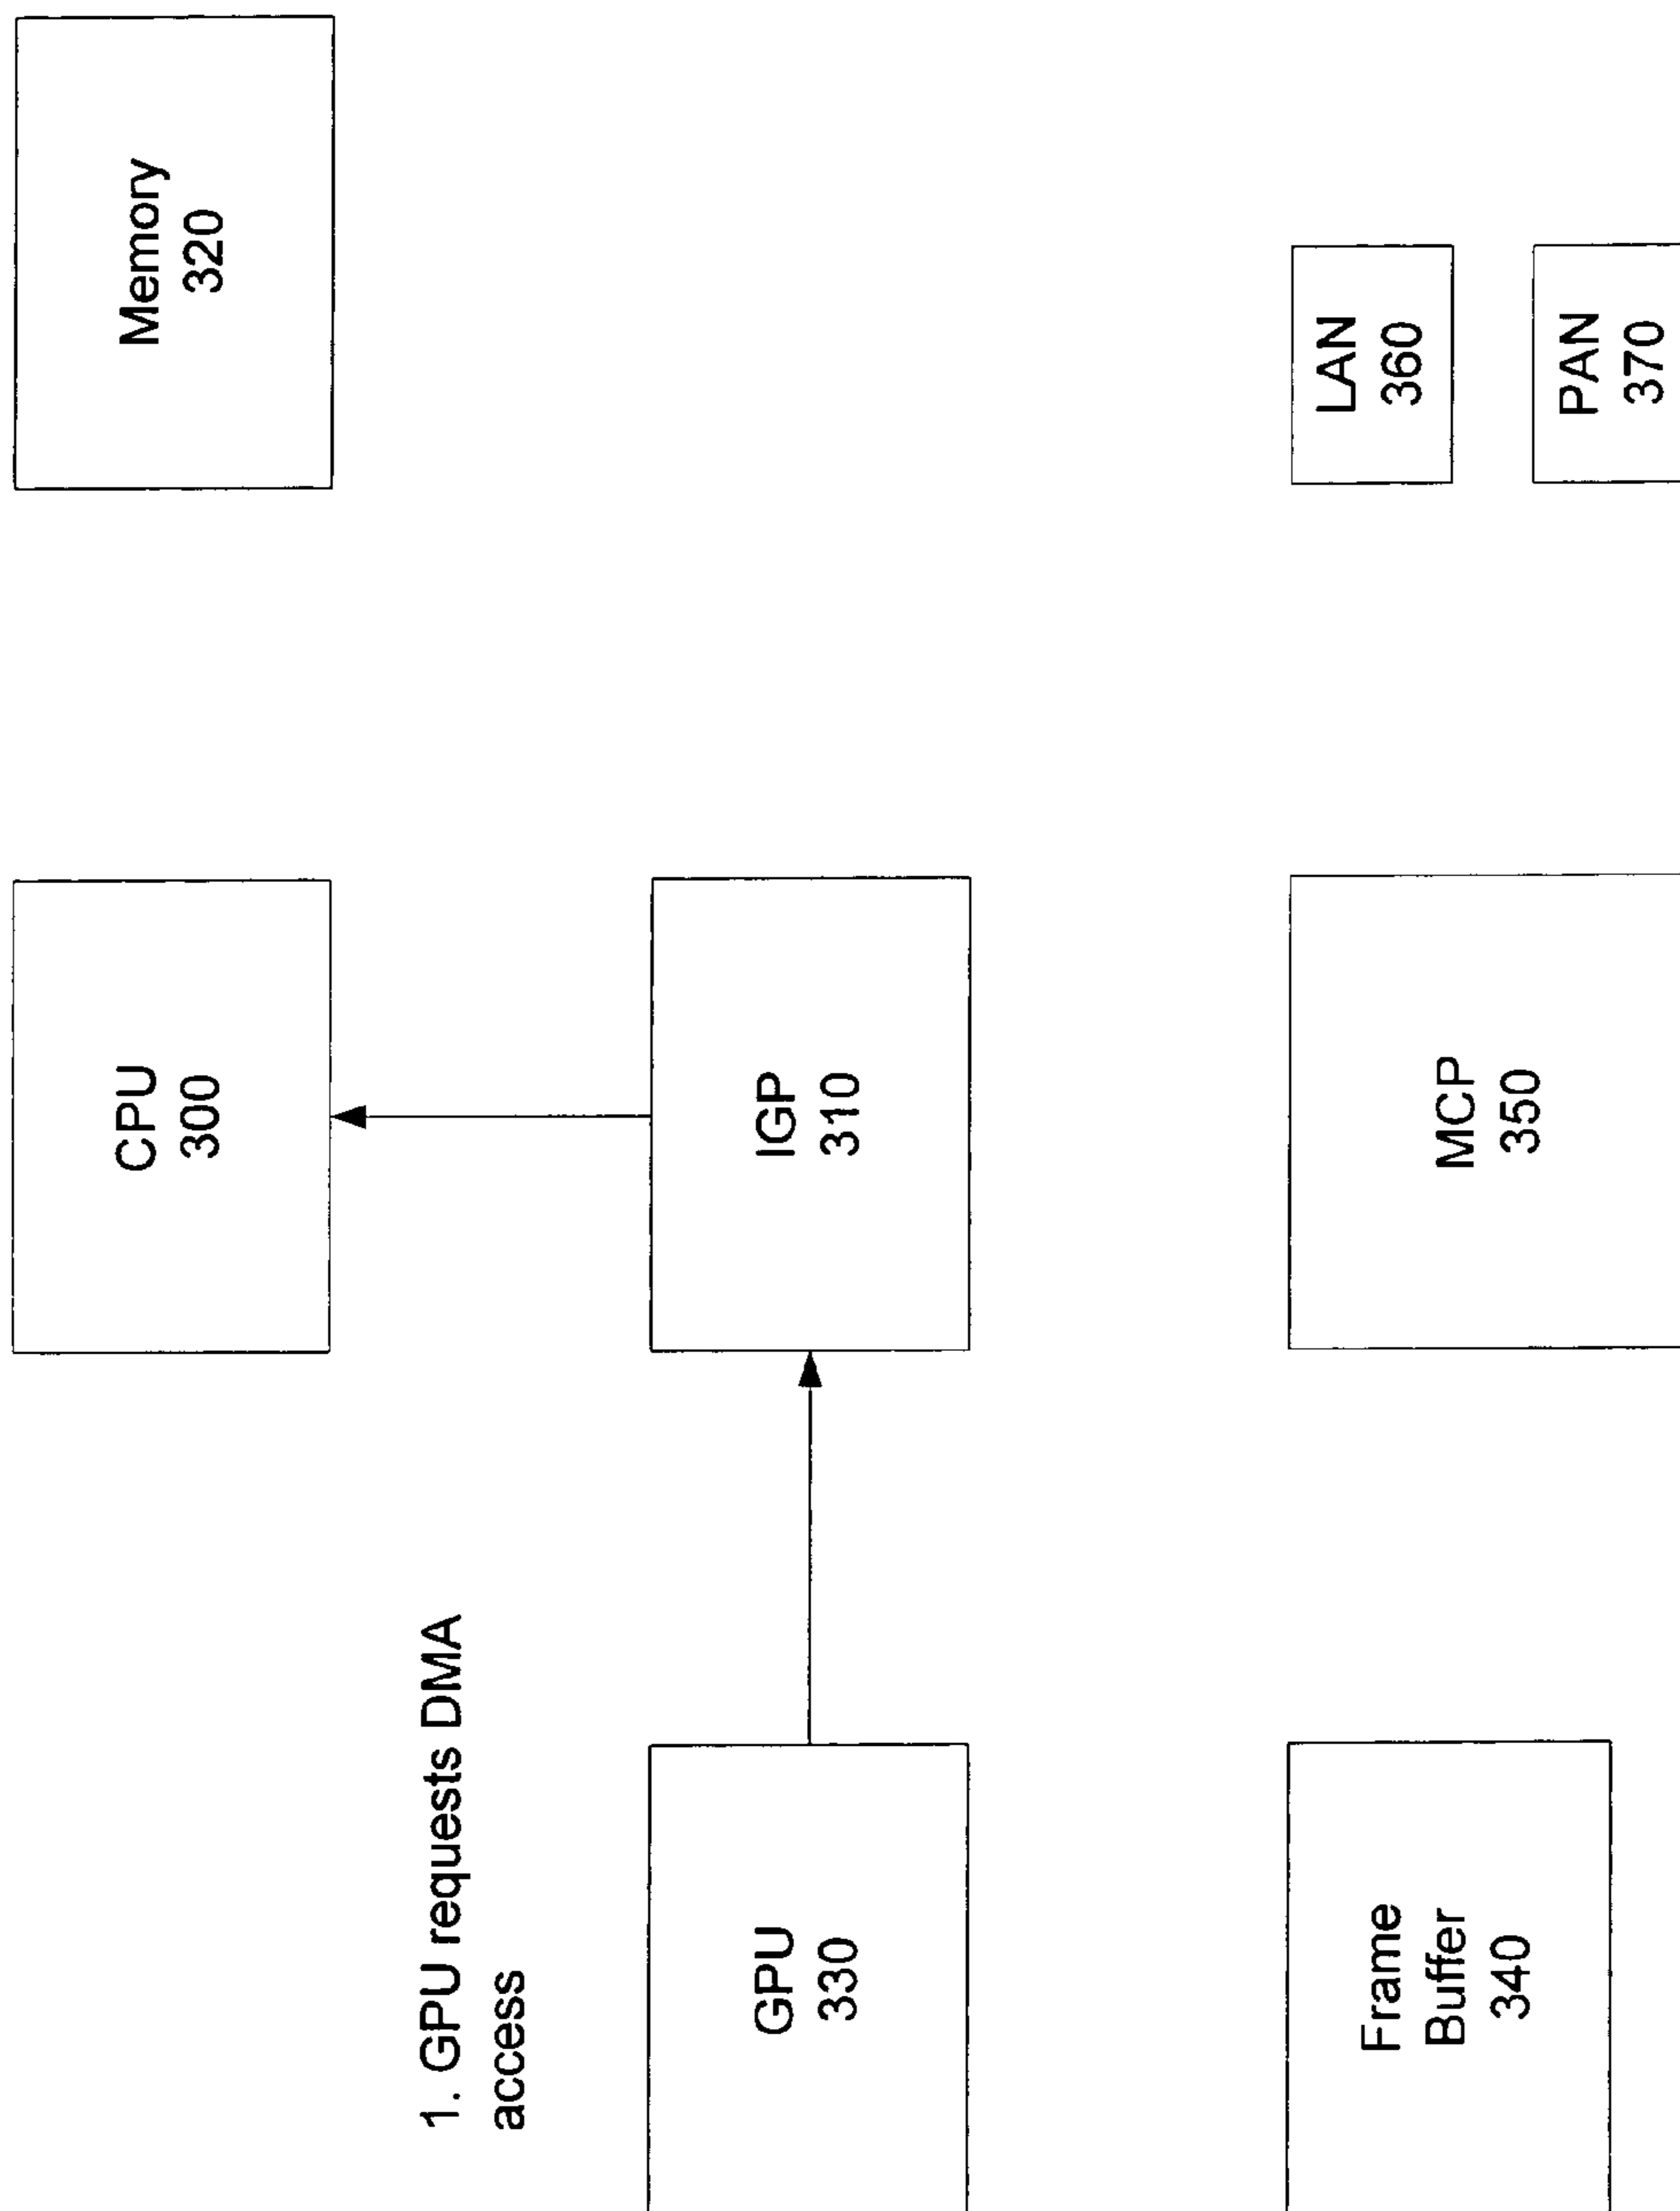 CPU
300
Memory
320
1. GPU requests DMA
access
GPU
330
IGP
310
Frame
Buffer
340
MCP
350
LAN
360
PAN
370